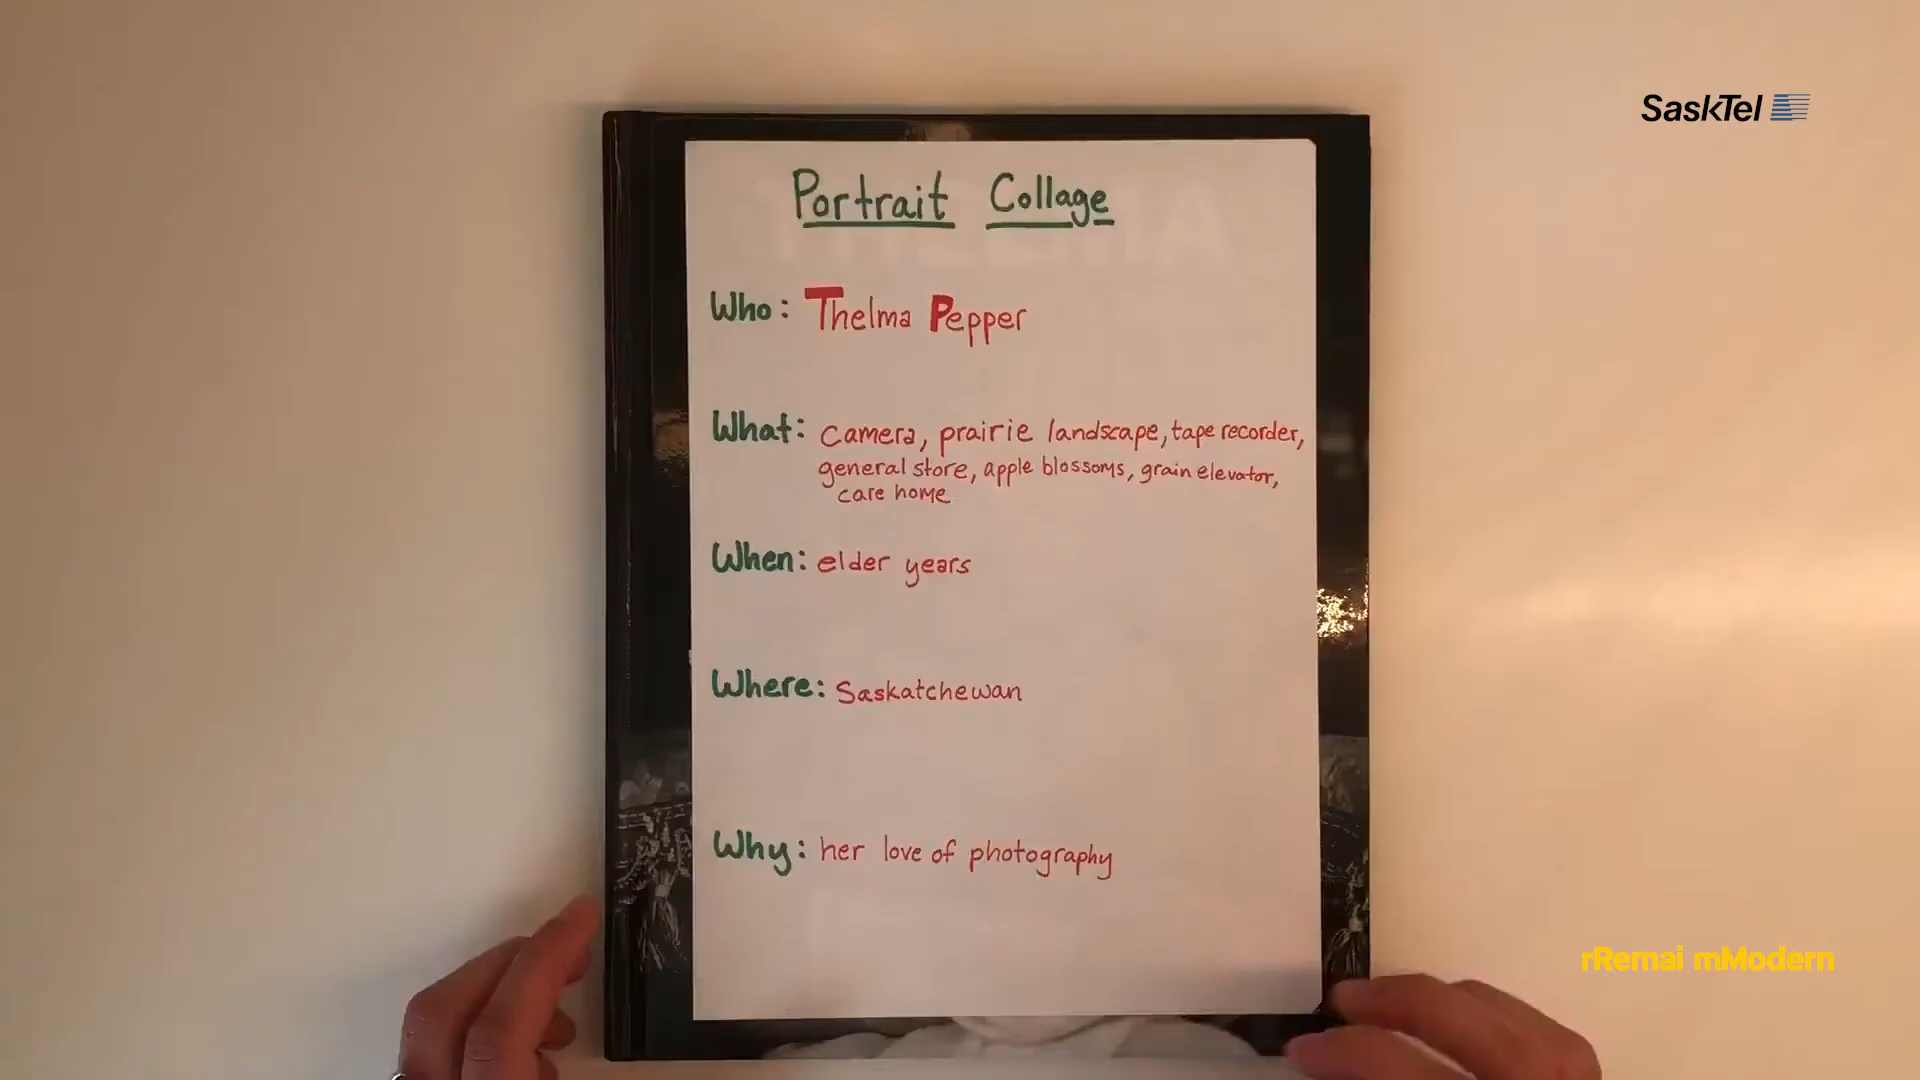 SaskTel
Portrait Collage
Who: Thelma Pepper
What: camera, prairie landscape, tape recorder,
general store, apple blossoms, grain elevator,
care home
When: elder years
Where: Saskatchewan
Why: her love of photography
rRemai mModern